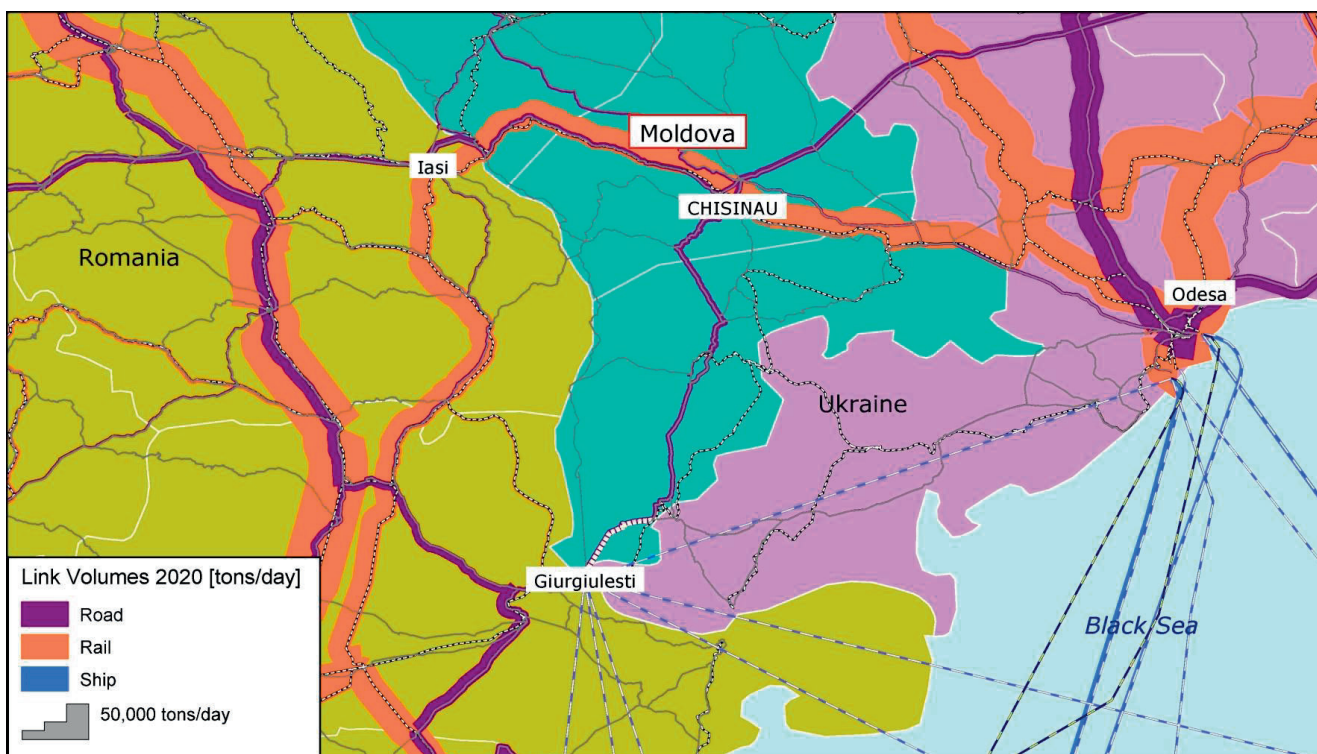 Moldova
Iasi
CHISINAU
Romania
Odesa
Ukraine
Giurgiulesti
Black Sea
Link Volumes 2020 [tons/day]
Road
Rail
Ship
50,000 tons/day